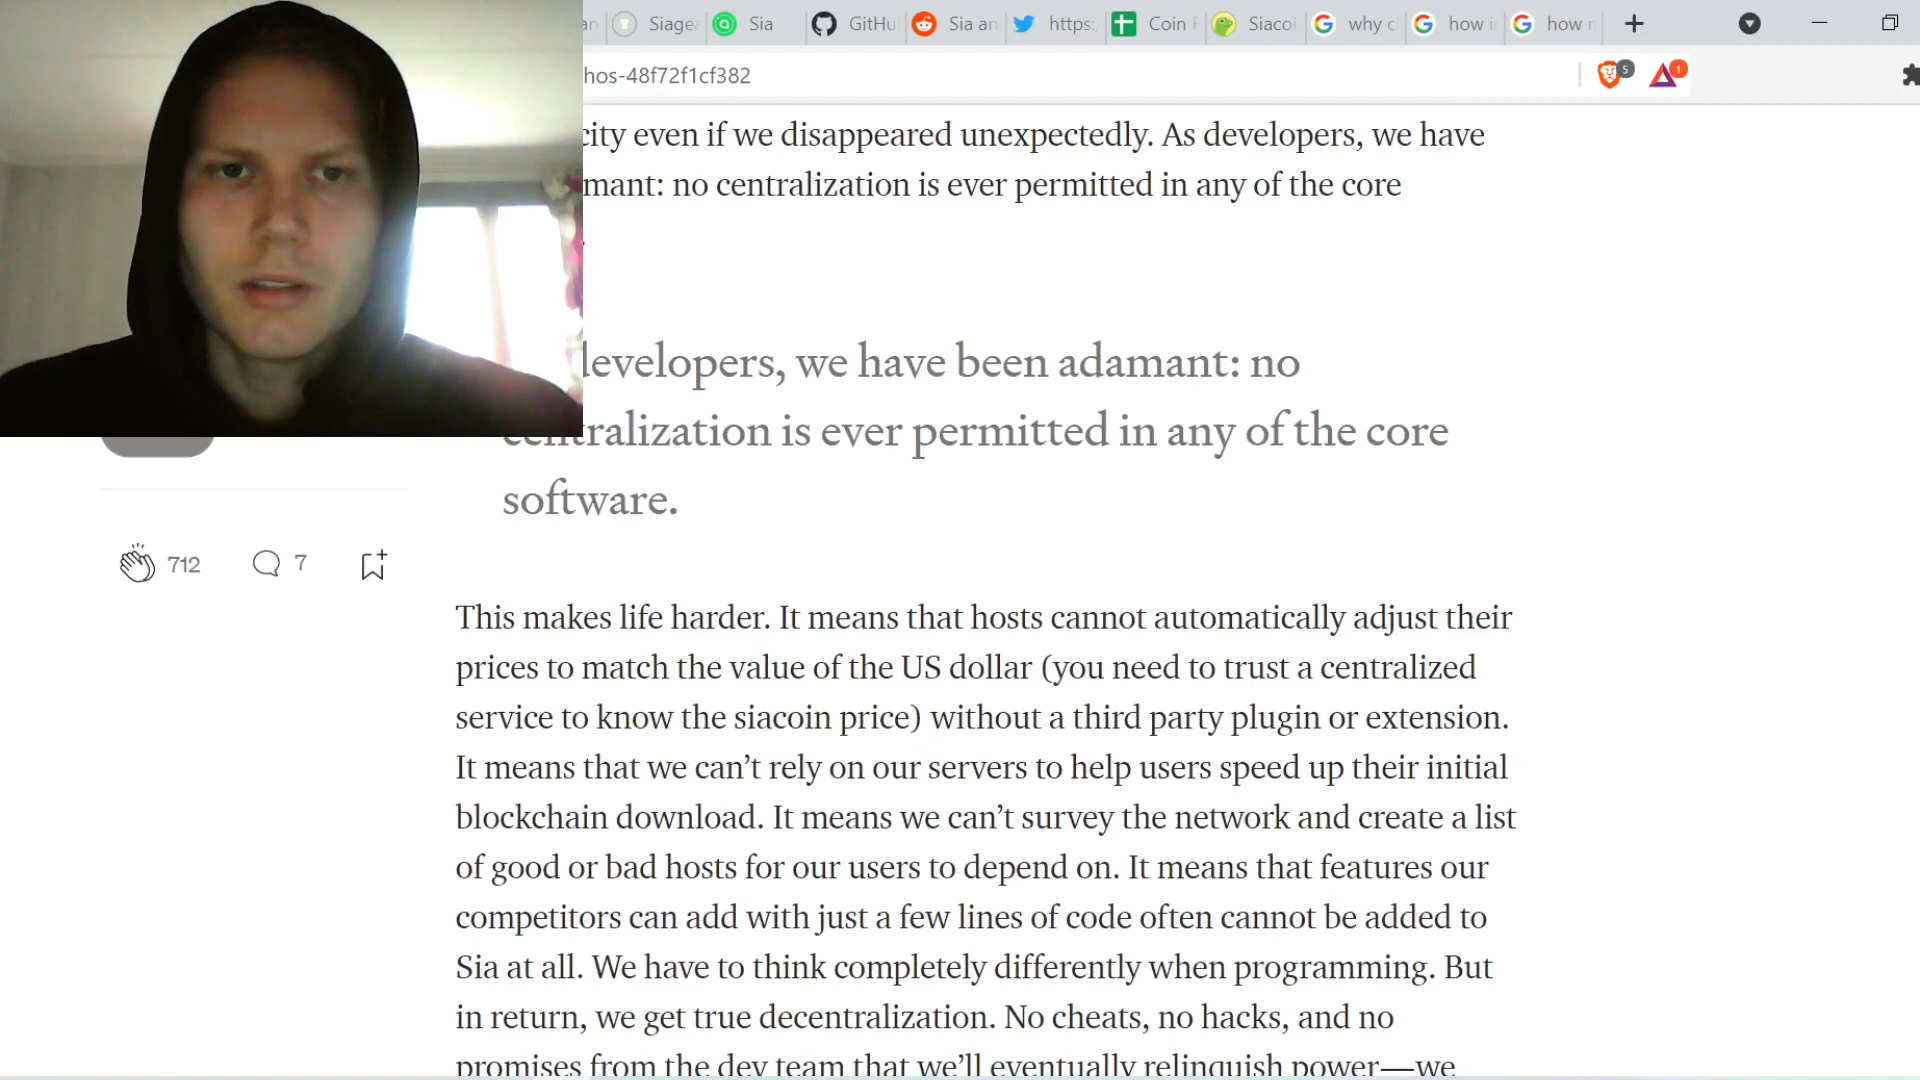 an
Siage
Sia
GitHu
Sia an
https:
Coin
Siacoi
why c
how i
how n
hos-48f72f1cf382
5
1
city even if we disappeared unexpectedly. As developers, we have
mant: no centralization is ever permitted in any of the core
developers, we have been adamant: no
centralization is ever permitted in any of the core
software.
712
7
This makes life harder. It means that hosts cannot automatically adjust their
prices to match the value of the US dollar (you need to trust a centralized
service to know the siacoin price) without a third party plugin or extension.
It means that we can’t rely on our servers to help users speed up their initial
blockchain download. It means we can’t survey the network and create a list
of good or bad hosts for our users to depend on. It means that features our
competitors can add with just a few lines of code often cannot be added to
Sia at all. We have to think completely differently when programming. But
in return, we get true decentralization. No cheats, no hacks, and no
promises from the dev team that we’ll eventually relinquish power—we